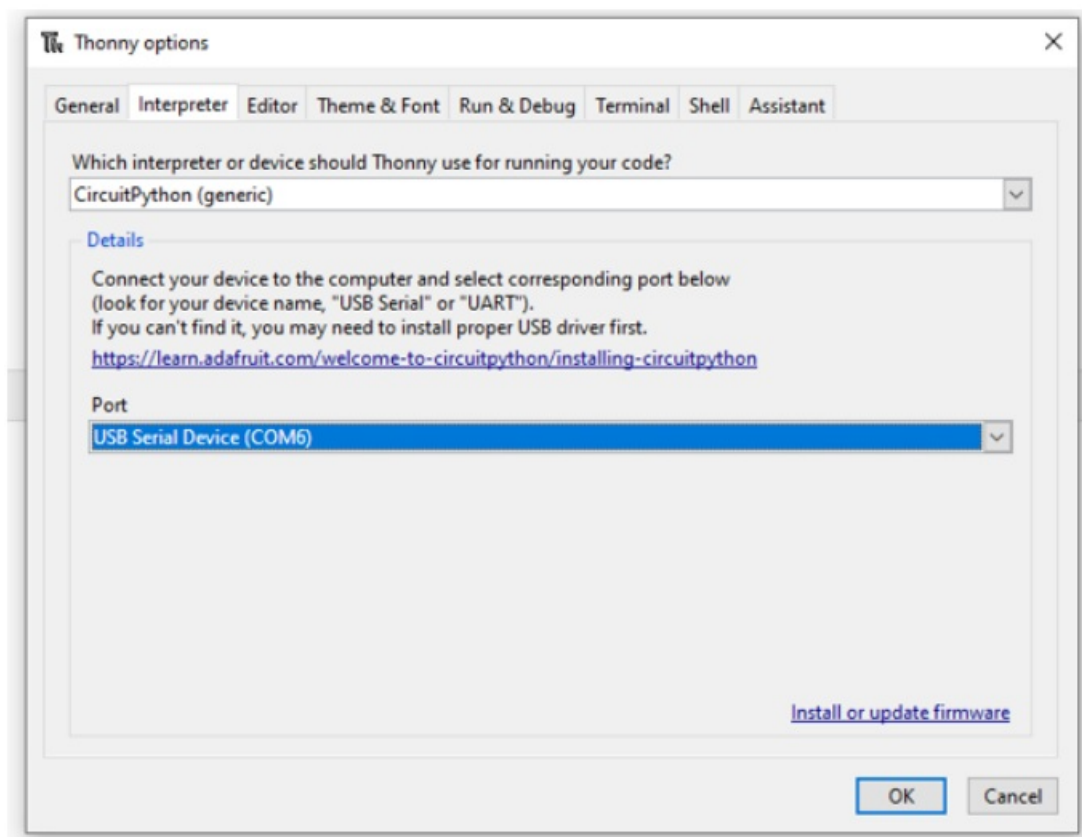 Thonny options
General Interpreter Editor Theme & Font Run & Debug Terminal Shell Assistant
Which interpreter or device should Thonny use for running your code?
CircuitPython (generic)
Details
Connect your device to the computer and select corresponding port below
(look for your device name, "USB Serial" or "UART").
If you can't find it, you may need to install proper USB driver first.
https://learn.adafruit.com/welcome-to-circuitpython/installing-circuitpython
Port
USB Serial Device (COM6)
Install or update firmware
OK Cancel